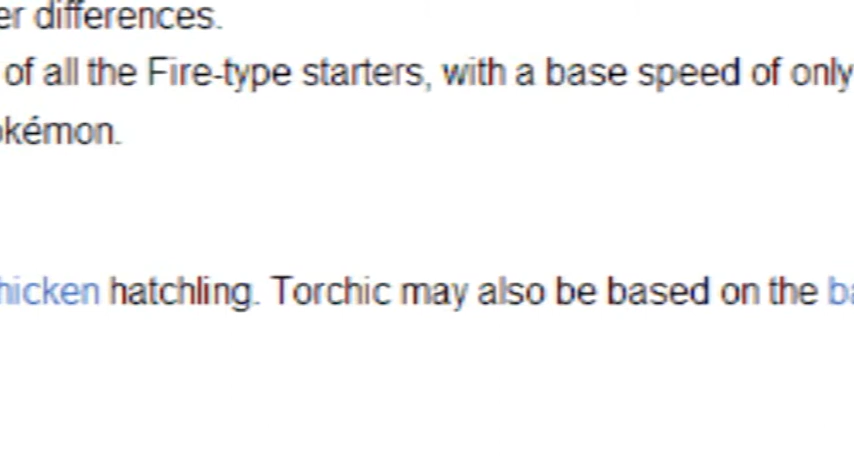 er differences.
of all the Fire-type starters, with a base speed of only
okémon.
hicken hatchling. Torchic may also be based on the ba